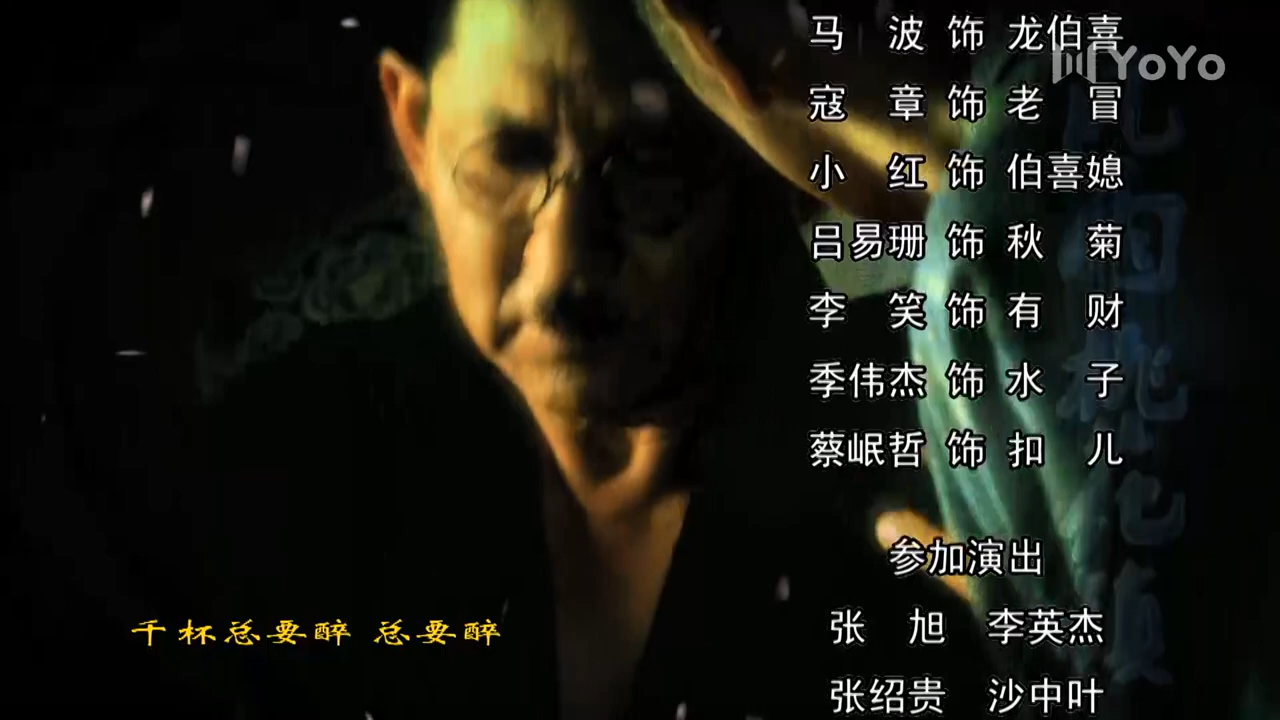 马波饰龙伯喜
YoYo
寇章饰老冒
小红饰伯喜媳
吕易珊饰秋菊
李笑饰有财
季伟杰饰水子
蔡岷哲饰扣儿
参加演出
千杯总要醉 总要醉
张旭 李英杰
张绍贵 沙中叶